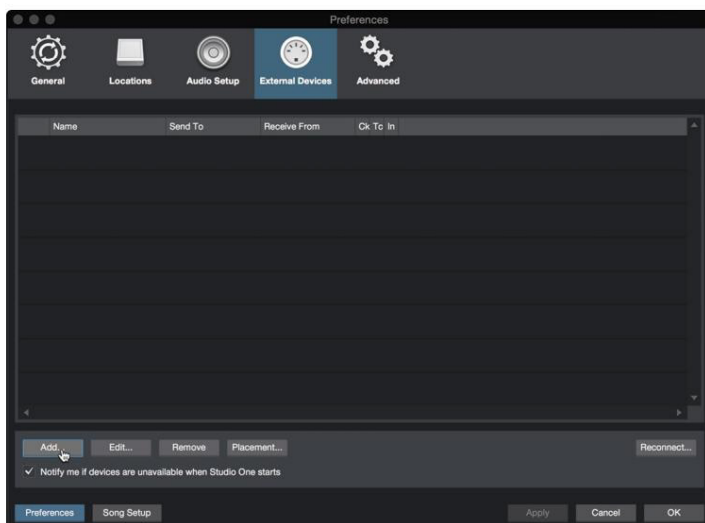 Preferences
General Locations Audio Setup External Devices Advanced
Name Send To Receive From Ck Tc In
Add... Edit... Remove Placement... Reconnect...
Notify me if devices are unavailable when Studio One starts
Preferences Song Setup Apply Cancel OK